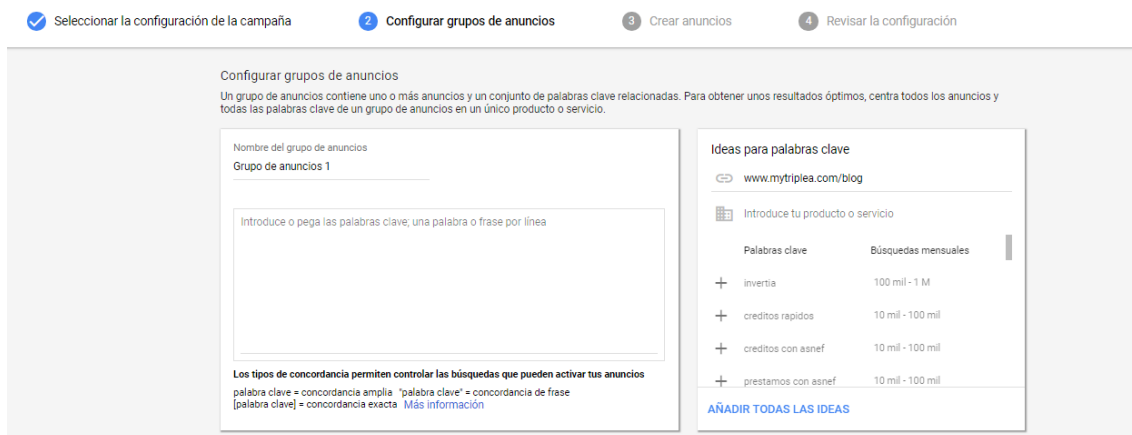 Seleccionar la configuración de la campaña
2 Configurar grupos de anuncios
3 Crear anuncios
4 Revisar la configuración
Configurar grupos de anuncios
Un grupo de anuncios contiene uno o más anuncios y un conjunto de palabras clave relacionadas. Para obtener unos resultados óptimos, centra todos los anuncios y
todas las palabras clave de un grupo de anuncios en un único producto o servicio.
Nombre del grupo de anuncios
Grupo de anuncios 1
Introduce o pega las palabras clave; una palabra o frase por línea
Los tipos de concordancia permiten controlar las búsquedas que pueden activar tus anuncios
palabra clave = concordancia amplia "palabra clave" = concordancia de frase
[palabra clave] = concordancia exacta Más información
Ideas para palabras clave
www.mytriplea.com/blog
Introduce tu producto o servicio
Palabras clave Búsquedas mensuales
invertia 100 mil - 1 M
creditos rapidos 10 mil - 100 mil
creditos con asnef 10 mil - 100 mil
prestamos con asnef 10 mil - 100 mil
AÑADIR TODAS LAS IDEAS